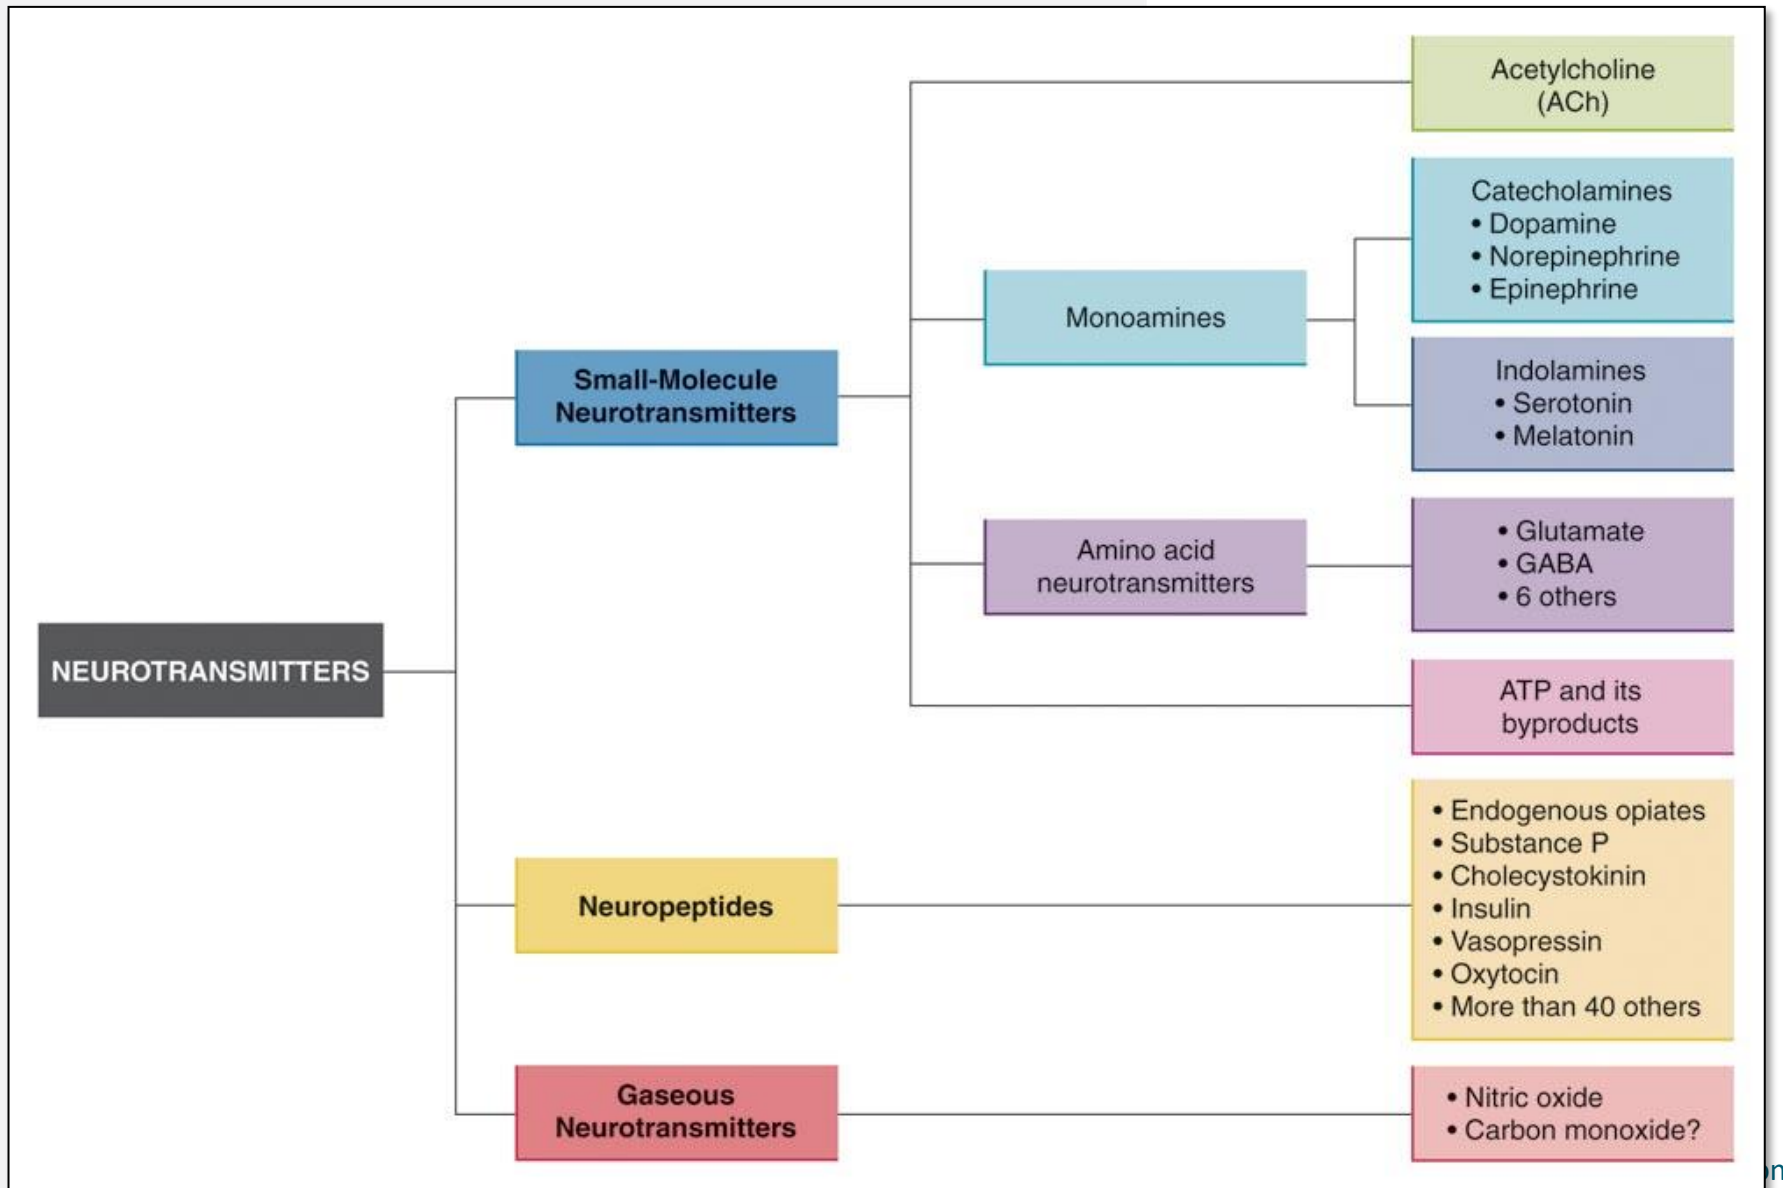 Acetylcholine
(ACh)
Catecholamines
• Dopamine
• Norepinephrine
• Epinephrine
Monoamines
Small-Molecule
Neurotransmitters
Indolamines
• Serotonin
• Melatonin
Amino acid
neurotransmitters
• Glutamate
• GABA
• 6 others
NEUROTRANSMITTERS
ATP and its
byproducts
Neuropeptides
• Endogenous opiates
• Substance P
• Cholecystokinin
• Insulin
• Vasopressin
• Oxytocin
• More than 40 others
Gaseous
Neurotransmitters
• Nitric oxide
• Carbon monoxide?